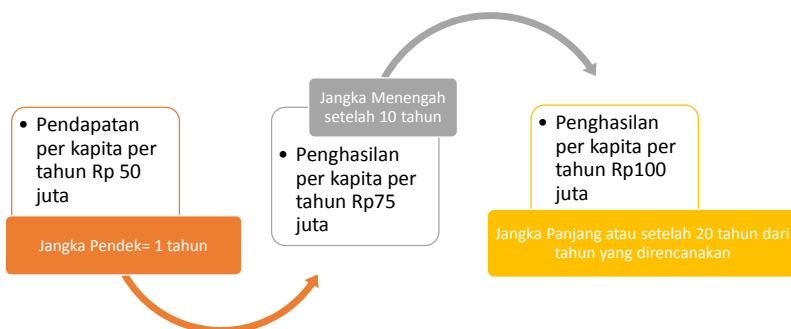 • Pendapatan
per kapita per
tahun Rp 50
juta
Jangka Pendek= 1 tahun
Jangka Menengah
setelah 10 tahun
• Penghasilan
per kapita per
tahun Rp75
juta
• Penghasilan
per kapita per
tahun Rp100
juta
Jangka Panjang atau setelah 20 tahun dari
tahun yang direncanakan